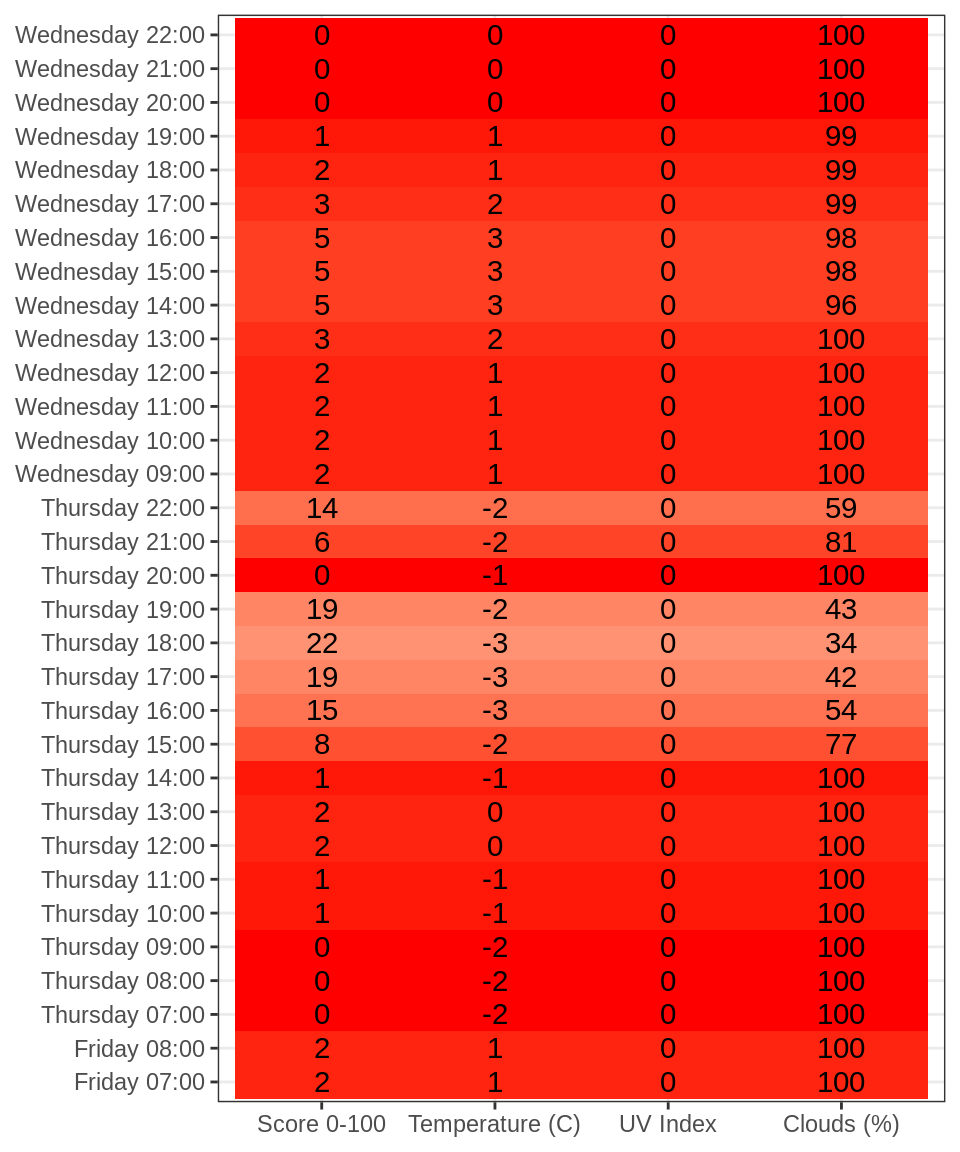 Wednesday 22:00 0 0 0 100
Wednesday 21:00 0 0 0 100
Wednesday 20:00 0 0 0 100
Wednesday 19:00 1 1 0 99
Wednesday 18:00 2 1 0 99
Wednesday 17:00 3 2 0 99
Wednesday 16:00 5 3 0 98
Wednesday 15:00 5 3 0 98
Wednesday 14:00 5 3 0 96
Wednesday 13:00 3 2 0 100
Wednesday 12:00 2 1 0 100
Wednesday 11:00 2 1 0 100
Wednesday 10:00 2 1 0 100
Wednesday 09:00 2 1 0 100
Thursday 22:00 14 -2 0 59
Thursday 21:00 6 -2 0 81
Thursday 20:00 0 -1 0 100
Thursday 19:00 19 -2 0 43
Thursday 18:00 22 -3 0 34
Thursday 17:00 19 -3 0 42
Thursday 16:00 15 -3 0 54
Thursday 15:00 8 -2 0 77
Thursday 14:00 1 -1 0 100
Thursday 13:00 2 0 0 100
Thursday 12:00 2 0 0 100
Thursday 11:00 1 -1 0 100
Thursday 10:00 1 -1 0 100
Thursday 09:00 0 -2 0 100
Thursday 08:00 0 -2 0 100
Thursday 07:00 0 -2 0 100
Friday 08:00 2 1 0 100
Friday 07:00 2 1 0 100
Score 0-100 Temperature (C) UV Index Clouds (%)